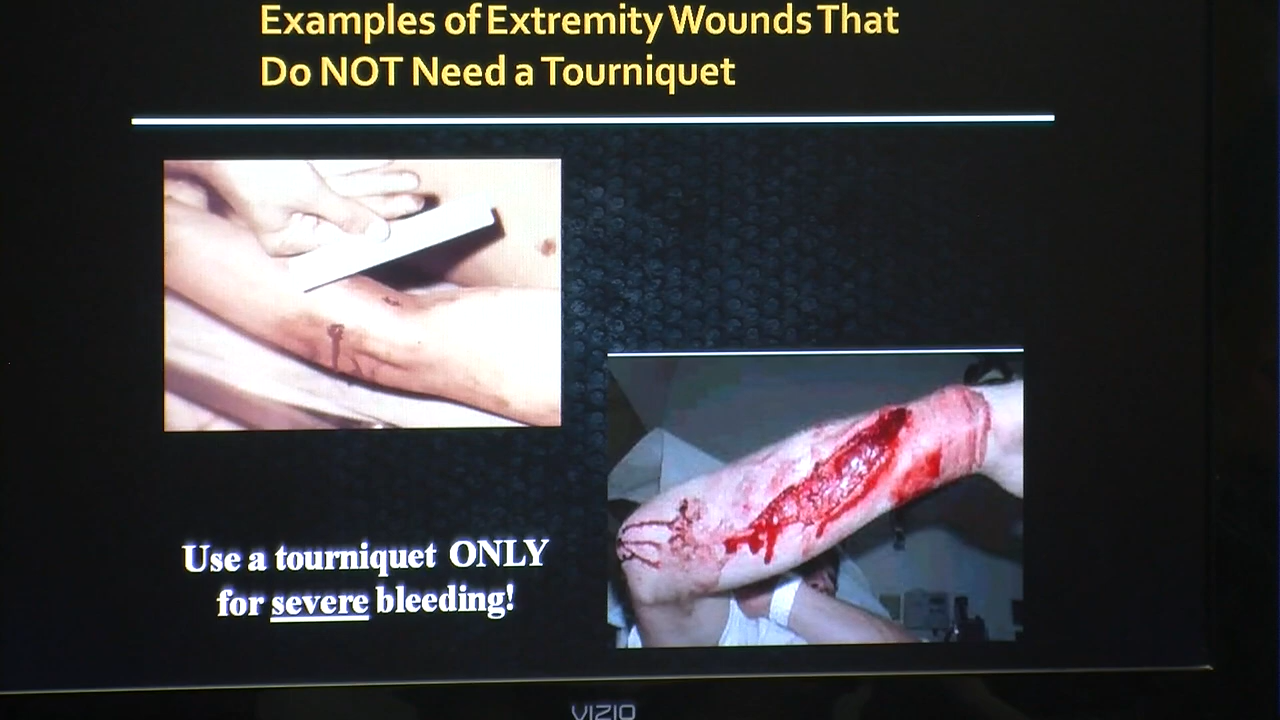 Examples of Extremity Wounds That
Do NOT Need a Tourniquet
Use a tourniquet ONLY
for severe bleeding!
VIZIO